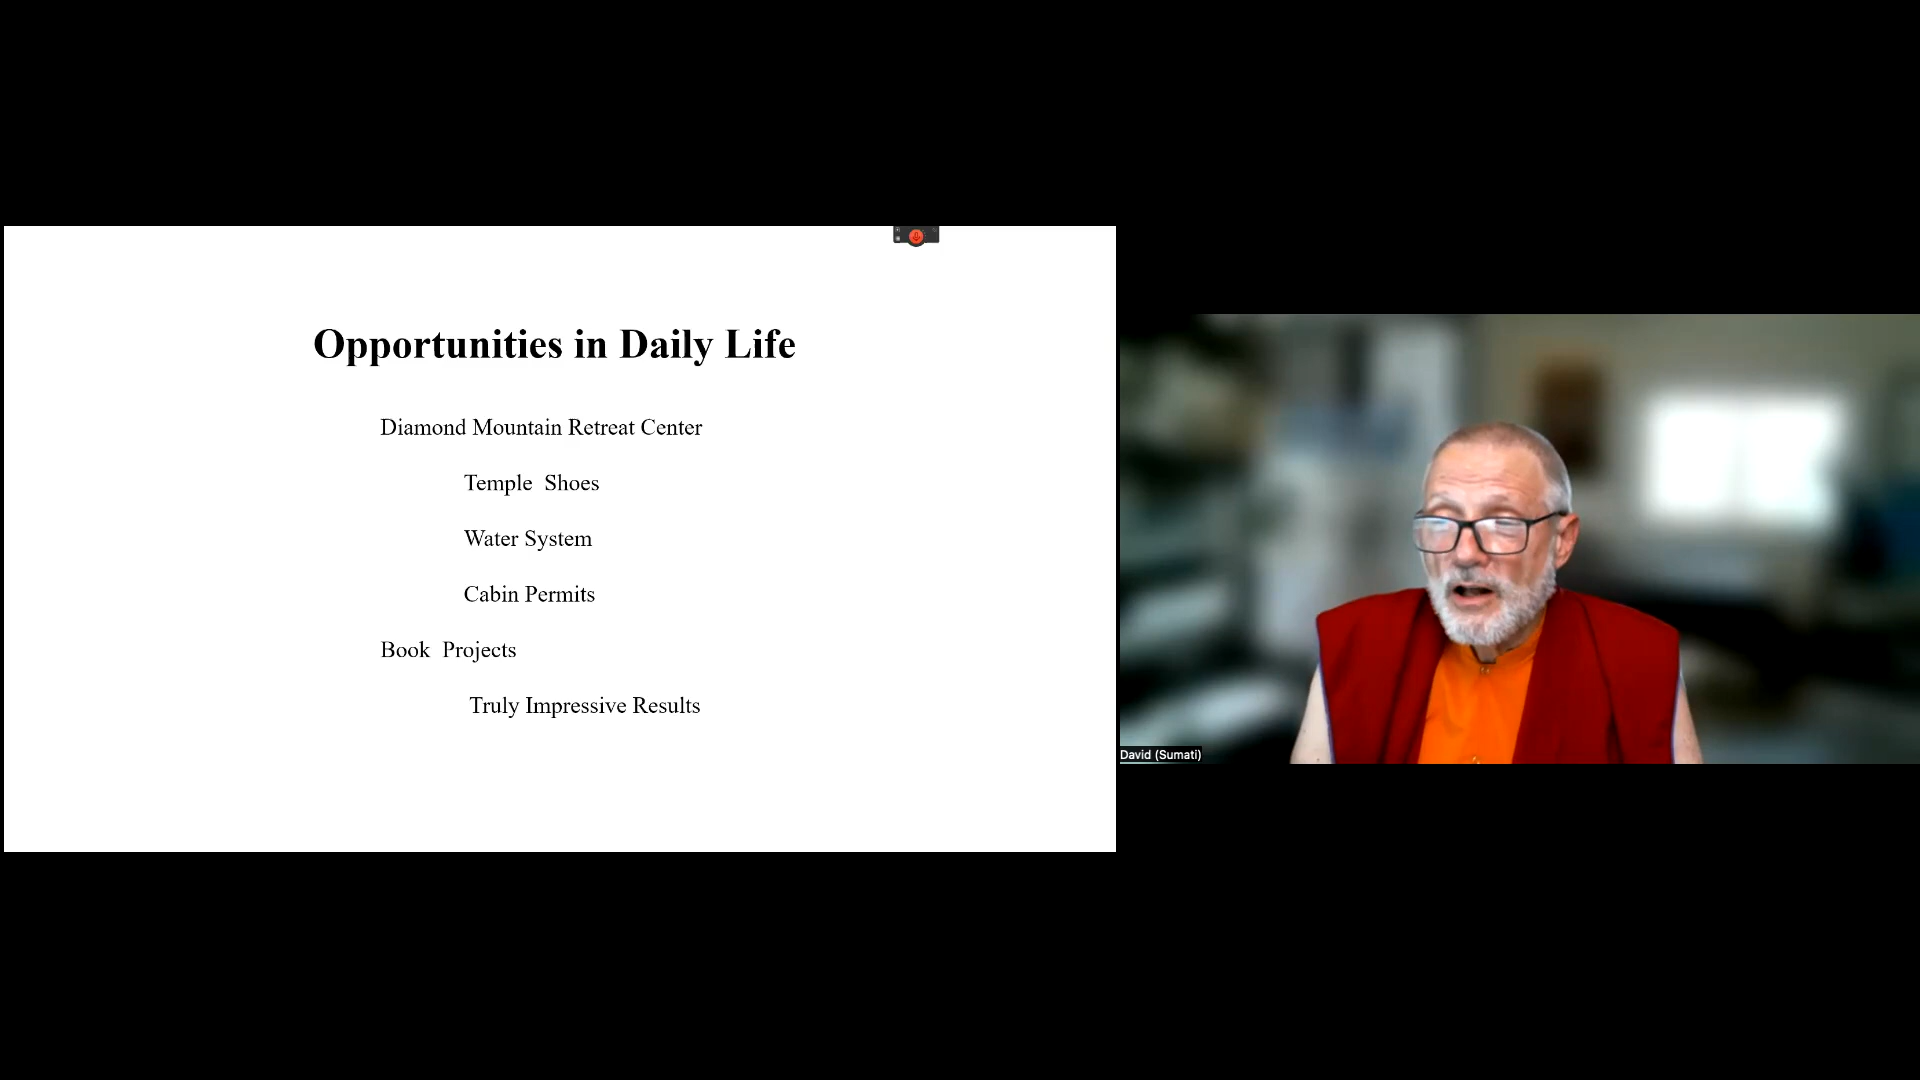 Opportunities in Daily Life
Diamond Mountain Retreat Center
Temple  Shoes
Water System
Cabin Permits
Book  Projects
Truly Impressive Results
David (Sumati)